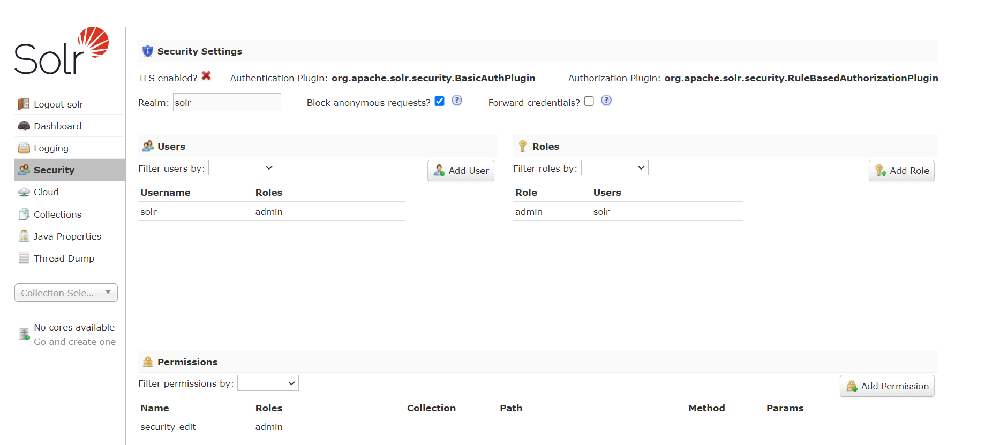 Solr
Logout solr
Dashboard
Logging
Security
Cloud
Collections
Java Properties
Thread Dump
Collection Sele...
No cores available
Go and create one
Security Settings
TLS enabled? Authentication Plugin: org.apache.solr.security.BasicAuthPlugin Authorization Plugin: org.apache.solr.security.RuleBasedAuthorizationPlugin
Realm: solr Block anonymous requests? ? Forward credentials? ?
Users
Filter users by: Add User
Username Roles
solr admin
Roles
Filter roles by: Add Role
Role Users
admin solr
Permissions
Filter permissions by: Add Permission
Name Roles Collection Path Method Params
security-edit admin